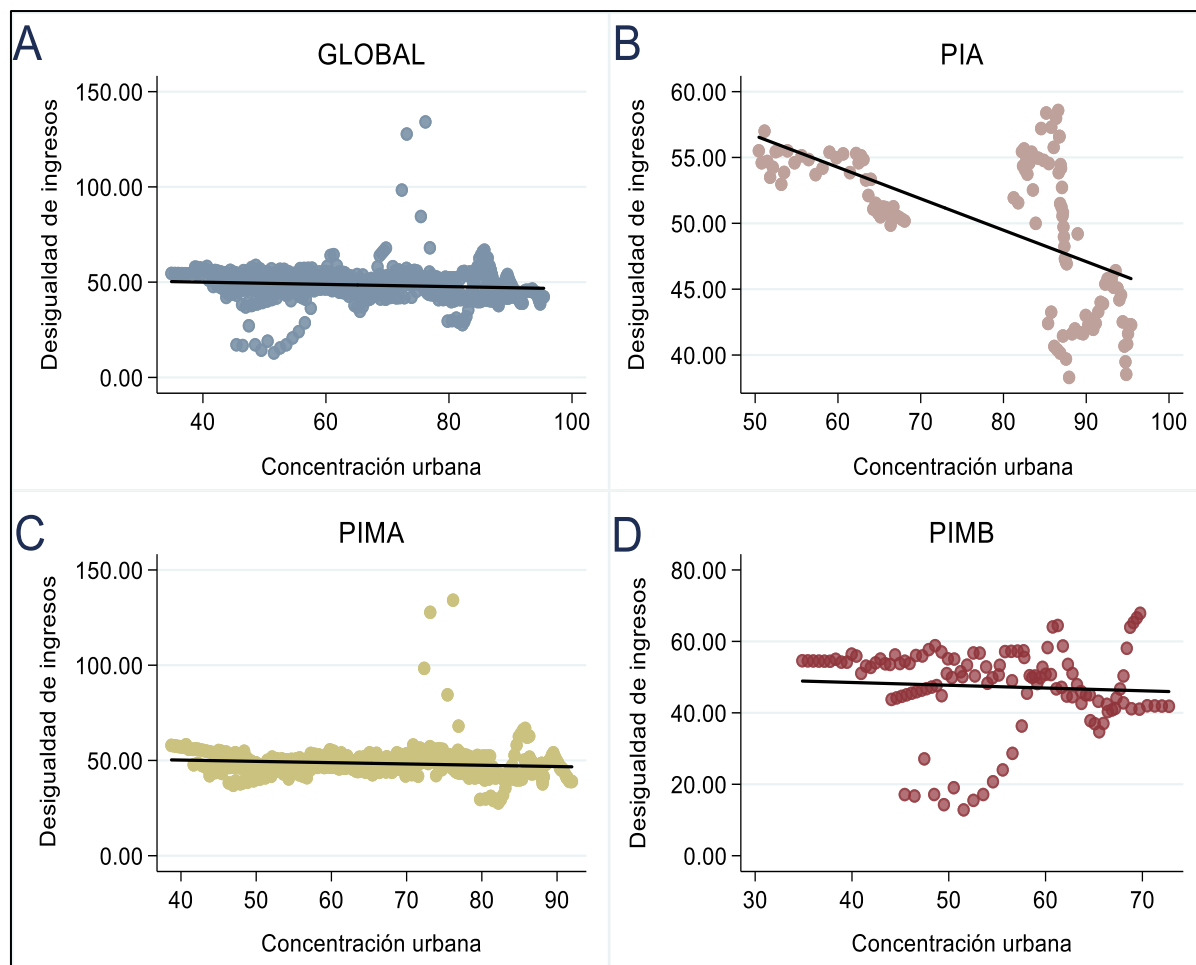 A
GLOBAL
Desigualdad de ingresos
150.00
100.00
50.00
0.00
40
60
80
100
Concentración urbana
B
PIA
Desigualdad de ingresos
60.00
55.00
50.00
45.00
40.00
50
60
70
80
90
100
Concentración urbana
C
PIMA
Desigualdad de ingresos
150.00
100.00
50.00
0.00
40
50
60
70
80
90
Concentración urbana
D
PIMB
Desigualdad de ingresos
80.00
60.00
40.00
20.00
0.00
30
40
50
60
70
Concentración urbana